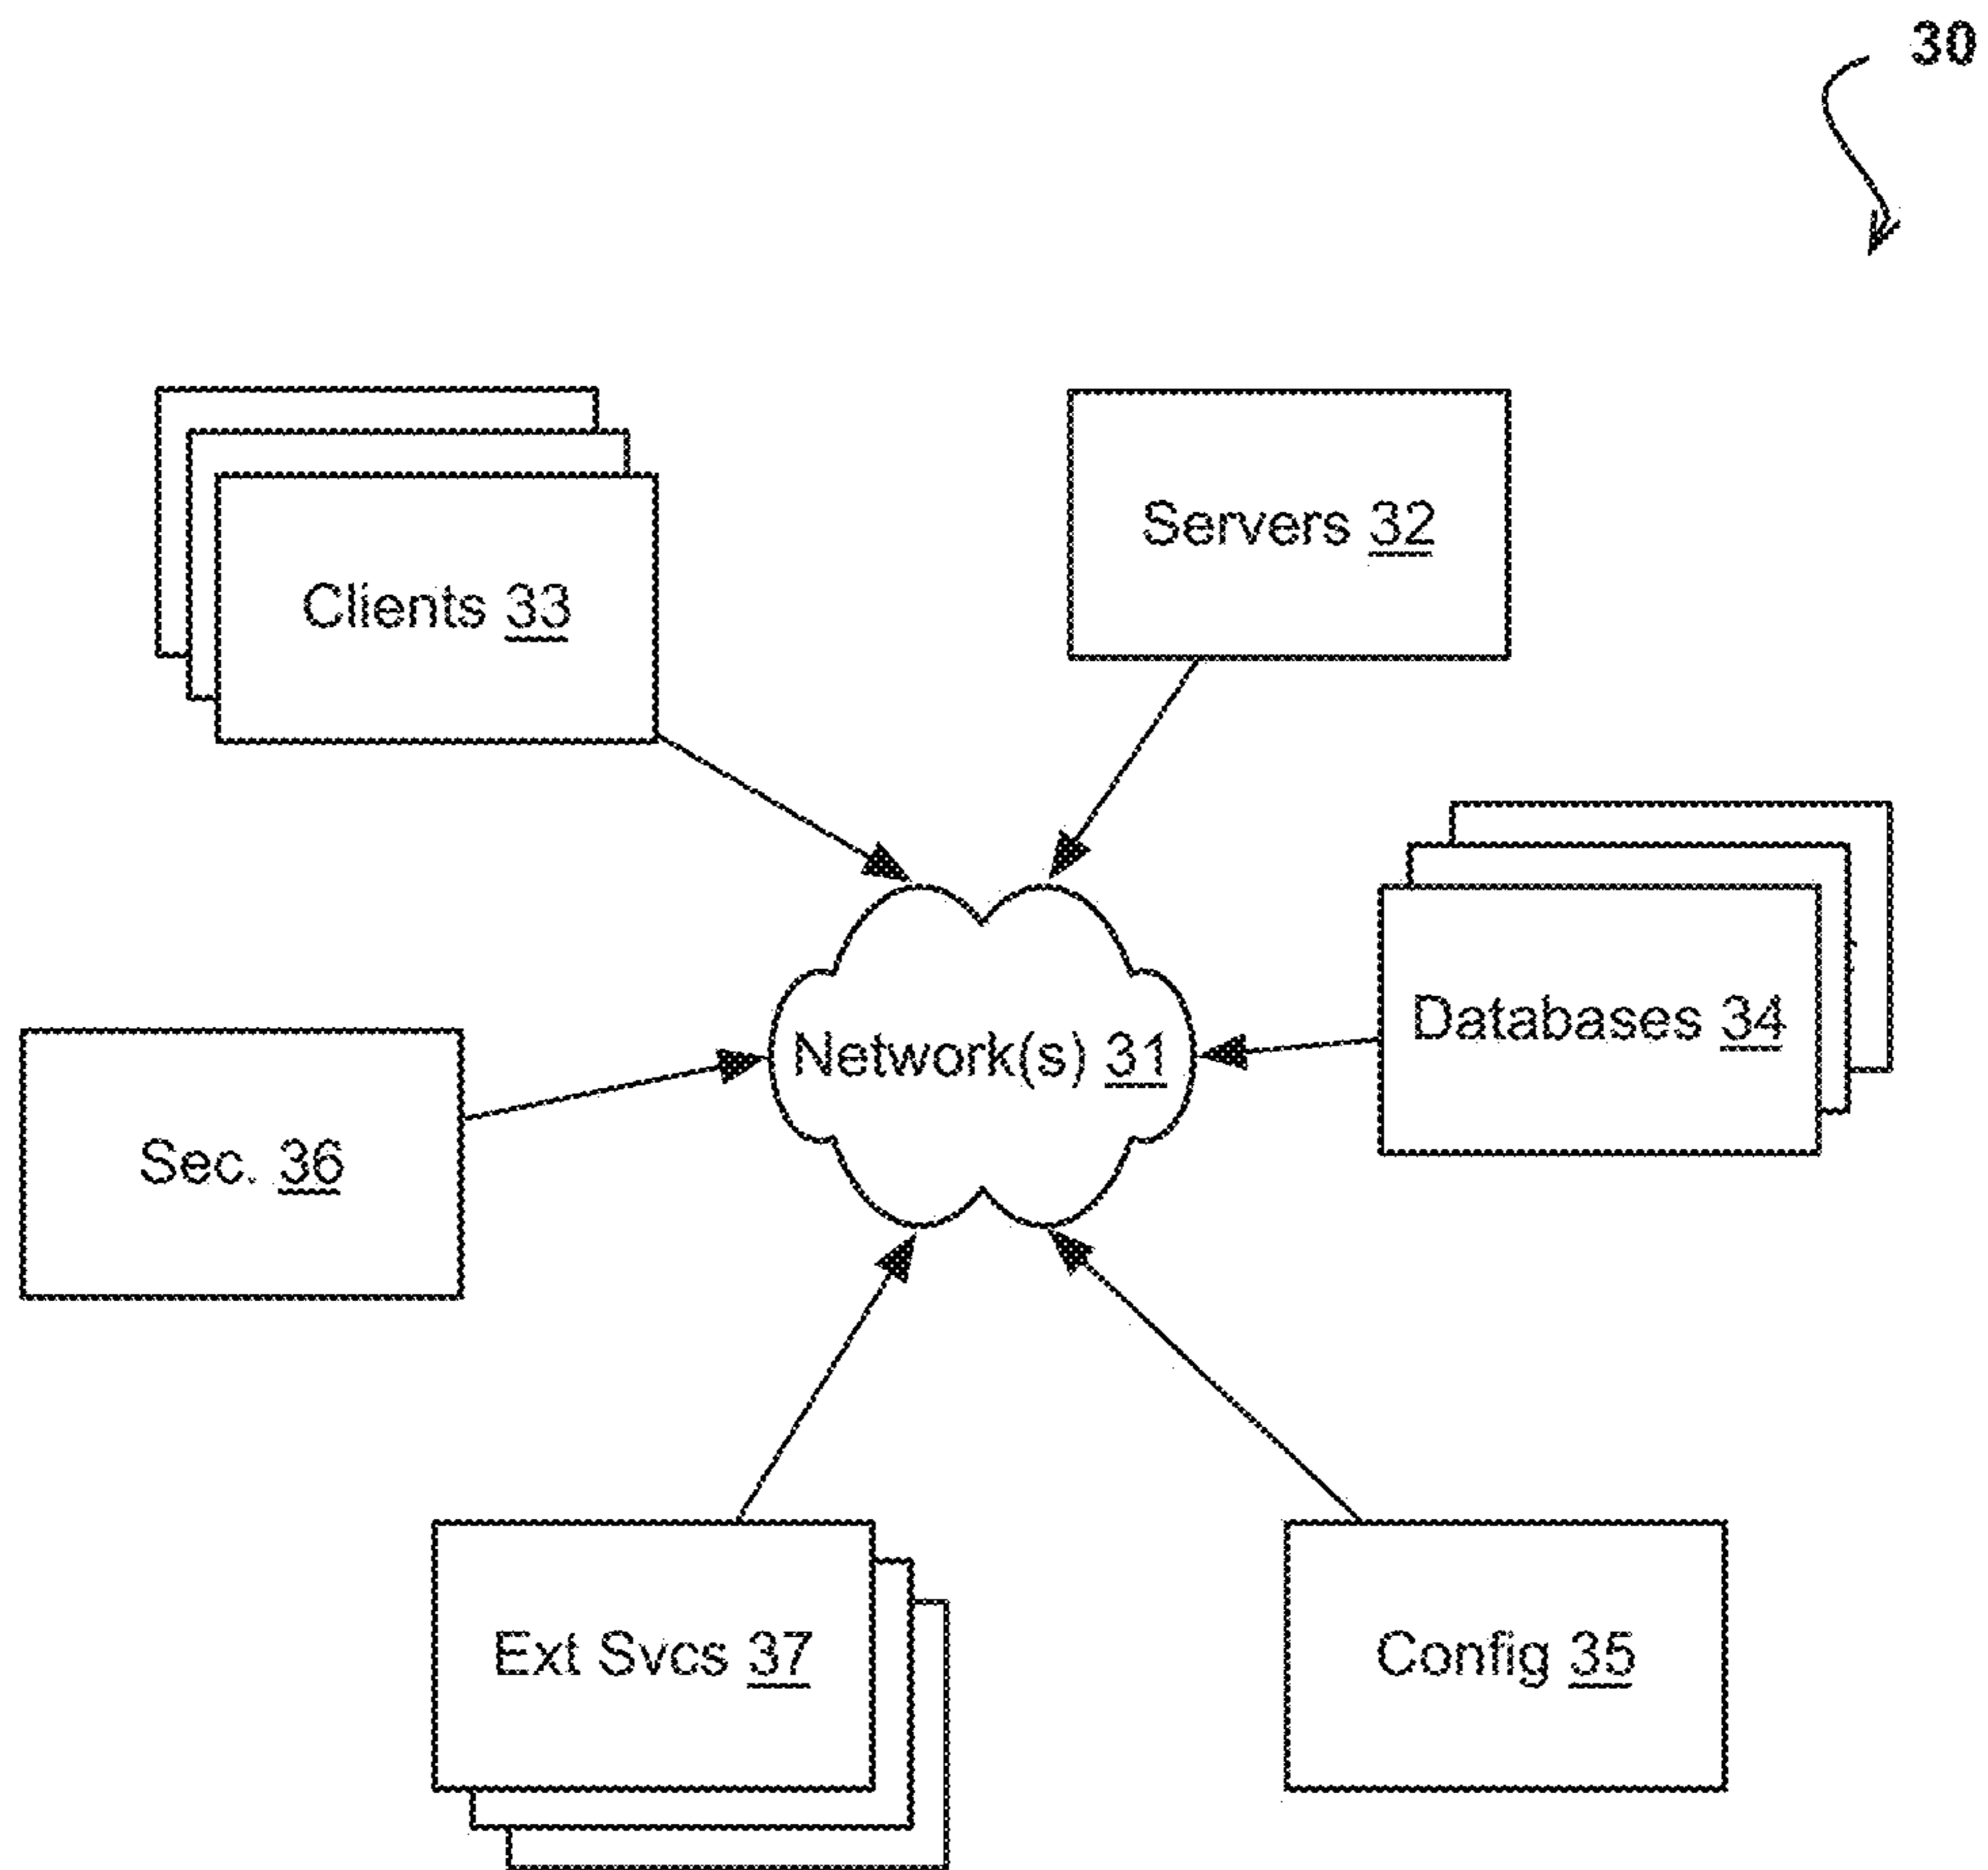 30
Servers 32
Clients 33
Databases 34
Network(s) 31
Sec. 36
Ext Svcs 37
Config 35